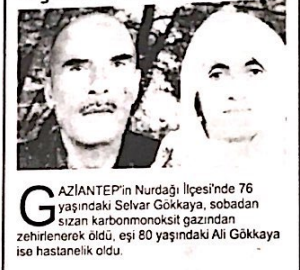 GAZİANTEP'in Nurdağı İlçesi'nde 76
yaşındaki Selvar Gökkaya, sobadan
sızan karbonmonoksit gazından
zehirlenerek öldü, eşi 80 yaşındaki Ali Gökkaya
ise hastanelik oldu.